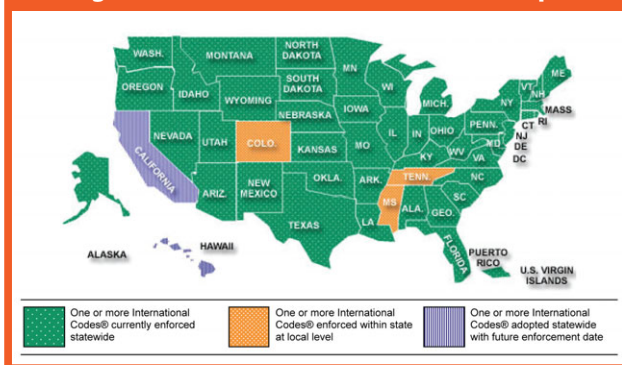 WASH.
MONTANA
NORTH
DAKOTA
MN
OREGON
IDAHO
SOUTH
DAKOTA
WI
WYOMING
MICH.
NEBRASKA
IOWA
NEVADA
UTAH
COLO.
KANSAS
MO
IL
IN
OHIO
PENN.
NY
VT
NH
ME
MASS
RI
CT
NJ
DE
DC
MD
WV
VA
KY
CALIFORNIA
ARIZ.
NEW
MEXICO
OKLA.
ARK.
TENN.
NC
SC
TEXAS
LA
MS
ALA.
GEO.
FLORIDA
ALASKA
HAWAII
PUERTO
RICO
U.S. VIRGIN
ISLANDS
One or more International
Codes® currently enforced
statewide
One or more International
Codes® enforced within state
at local level
One or more International
Codes® adopted statewide
with future enforcement date